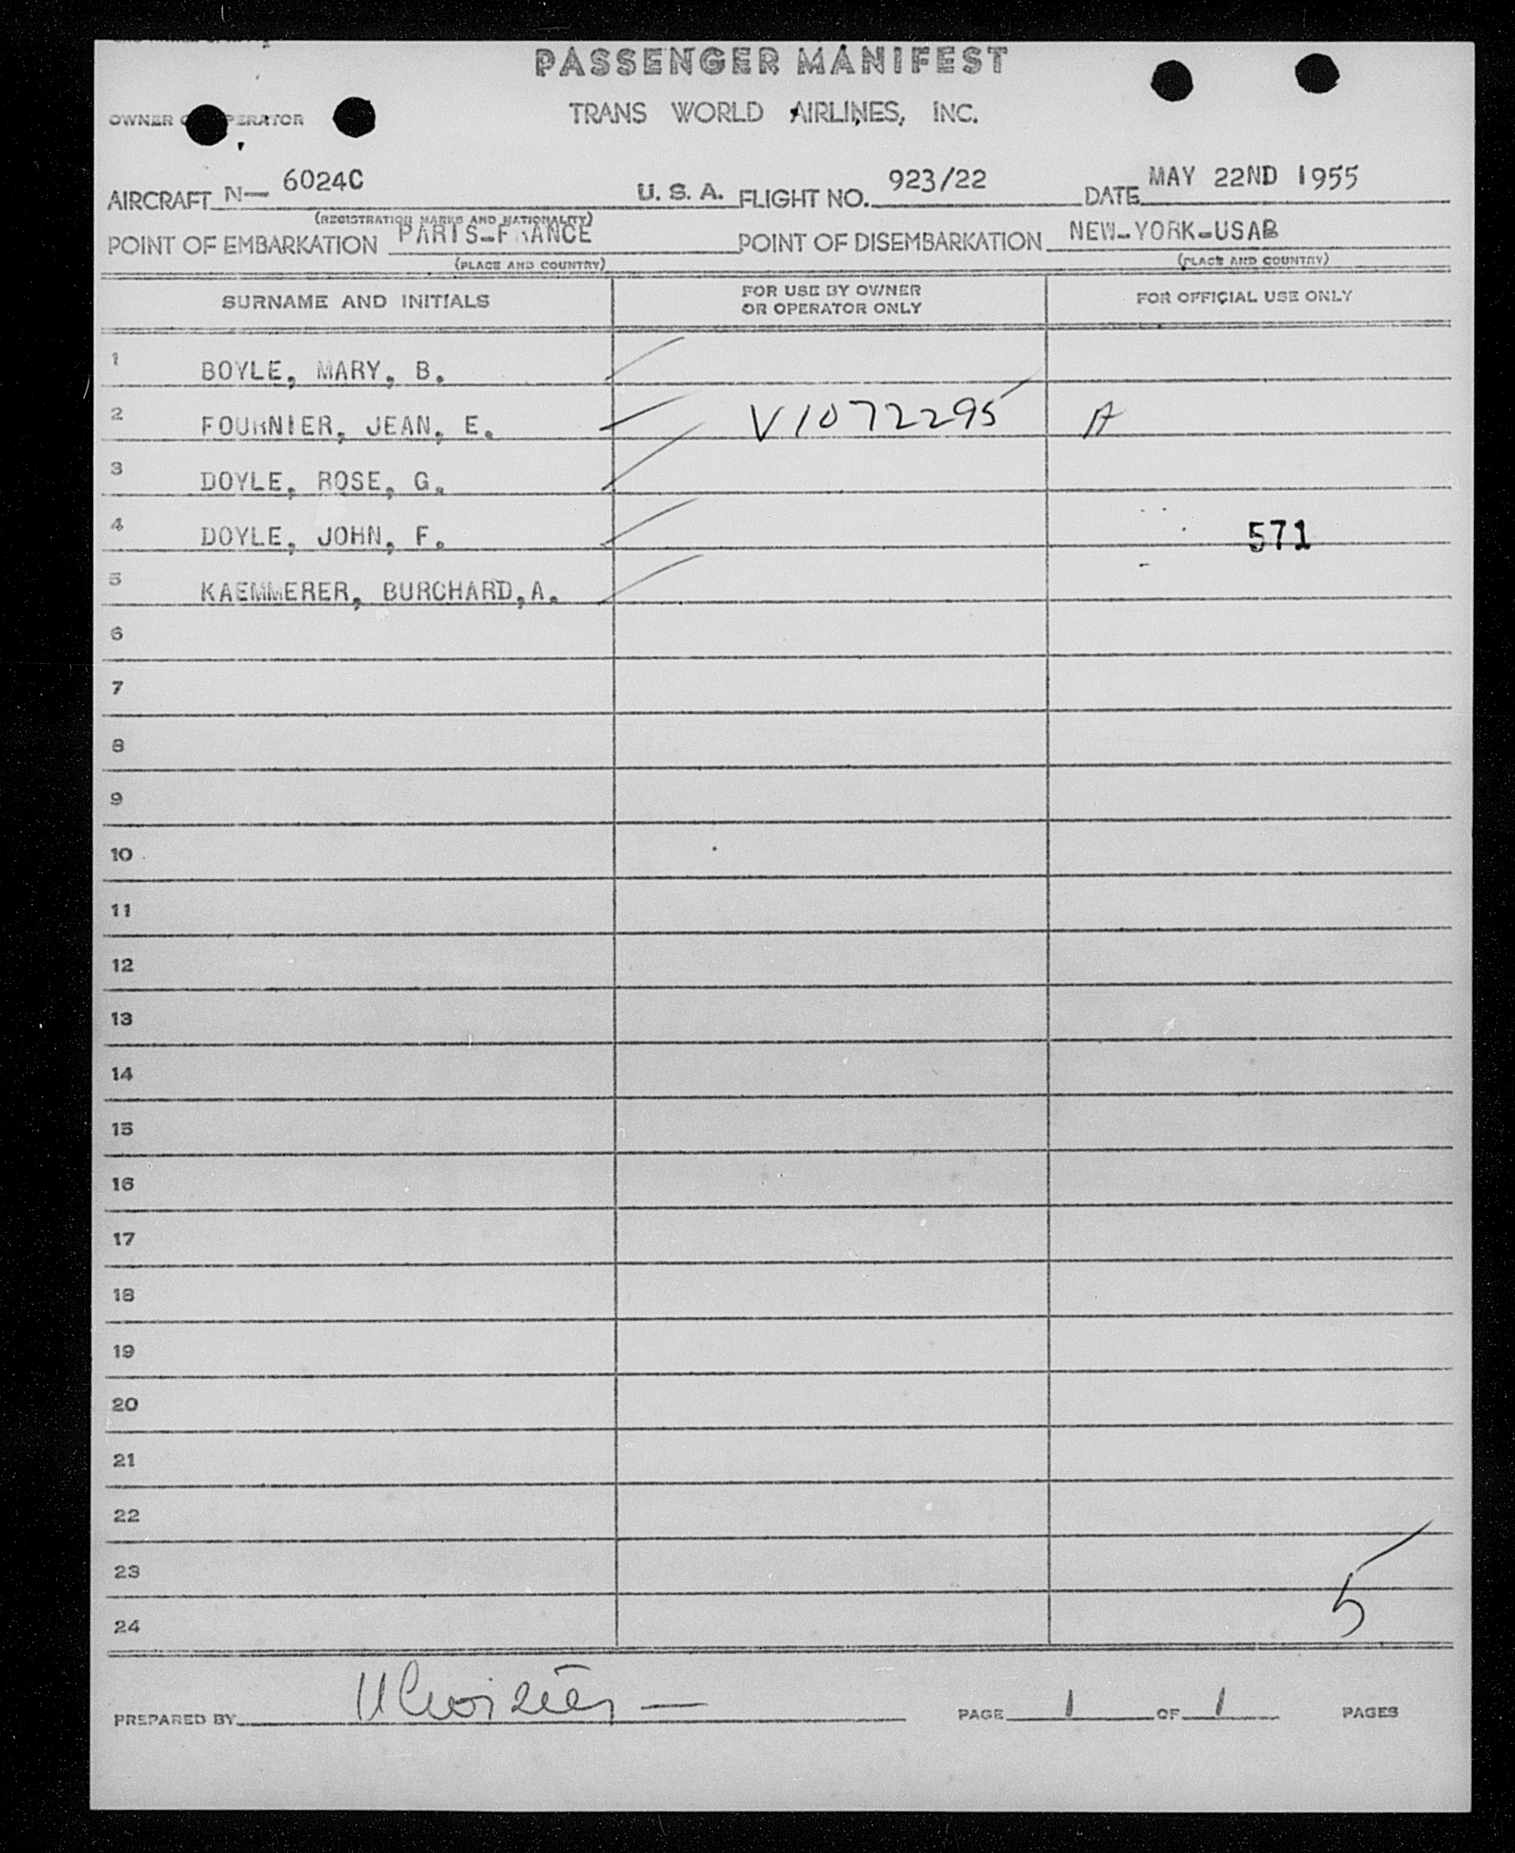 PASSENGER MANIFEST
OWNER OPERATOR
TRANS WORLD AIRLINES, INC.
AIRCRAFT N— 6024C U. S. A. FLIGHT NO. 923/22 DATE MAY 22ND 1955
(REGISTRATION MARKS AND NATIONALITY)
POINT OF EMBARKATION PARIS-FRANCE POINT OF DISEMBARKATION NEW-YORK-USA
(PLACE AND COUNTRY) (PLACE AND COUNTRY)
SURNAME AND INITIALS FOR USE BY OWNER OR OPERATOR ONLY FOR OFFICIAL USE ONLY
1 BOYLE, MARY, B.
2 FOURNIER, JEAN, E. V1072295 A
3 DOYLE, ROSE, G.
4 DOYLE, JOHN, F. 571
5 KAEMMERER, BURCHARD,A.
6
7
8
9
10
11
12
13
14
15
16
17
18
19
20
21
22
23
24 5
PREPARED BY PAGE 1 OF 1 PAGES